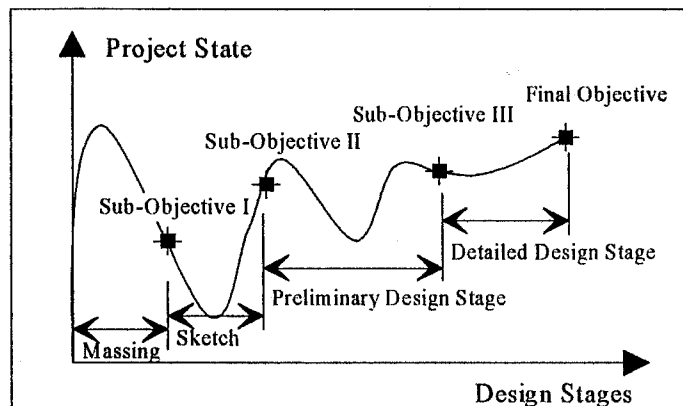 Project State
Final Objective
Sub-Objective III
Sub-Objective II
Sub-Objective I
Detailed Design Stage
Preliminary Design Stage
Sketch
Massing
Design Stages